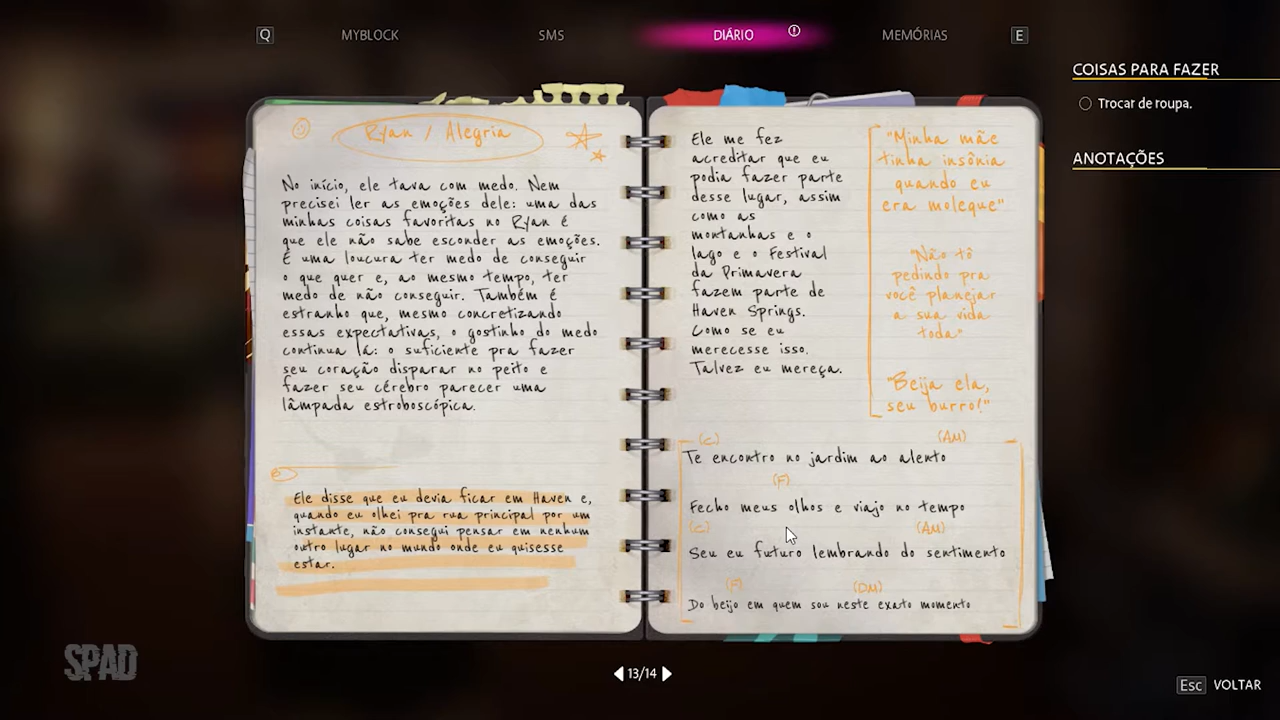 Q
MYBLOCK
SMS
DIÁRIO
MEMÓRIAS
E
COISAS PARA FAZER
Trocar de roupa.
ANOTAÇÕES
Ryan / Alegria
No início, ele tava com medo. Nem
precisei ler as emoções dele: uma das
minhas coisas favoritas no Ryan é
que ele não sabe esconder as emoções.
É uma loucura ter medo de conseguir
o que quer e, ao mesmo tempo, ter
medo de não conseguir. Também é
estranho que, mesmo concretizando
essas expectativas, o gostinho do medo
continua lá: o suficiente pra fazer
seu coração disparar no peito e
fazer seu cérebro parecer uma
lâmpada estroboscópica.
Ele disse que eu devia ficar em Haven e,
quando eu olhei pra rua principal por um
instante, não consegui pensar em nenhum
outro lugar no mundo onde eu quisesse
estar.
Ele me fez
acreditar que eu
podia fazer parte
desse lugar, assim
como as
montanhas e o
lago e o Festival
da Primavera
fazem parte de
Haven Springs.
Como se eu
merecesse isso.
Talvez eu mereça.
"Minha mãe
tinha insônia
quando eu
era moleque"
"Não tô
pedindo pra
você planejar
a sua vida
toda"
"Beija ela,
seu burro!"
(C) (AM)
Te encontro no jardim ao alento
(F)
Fecho meus olhos e viajo no tempo
(C) (AM)
Seu eu futuro lembrando do sentimento
(F) (DM)
Do beijo em quem sou neste exato momento
SPAD
13/14
Esc VOLTAR